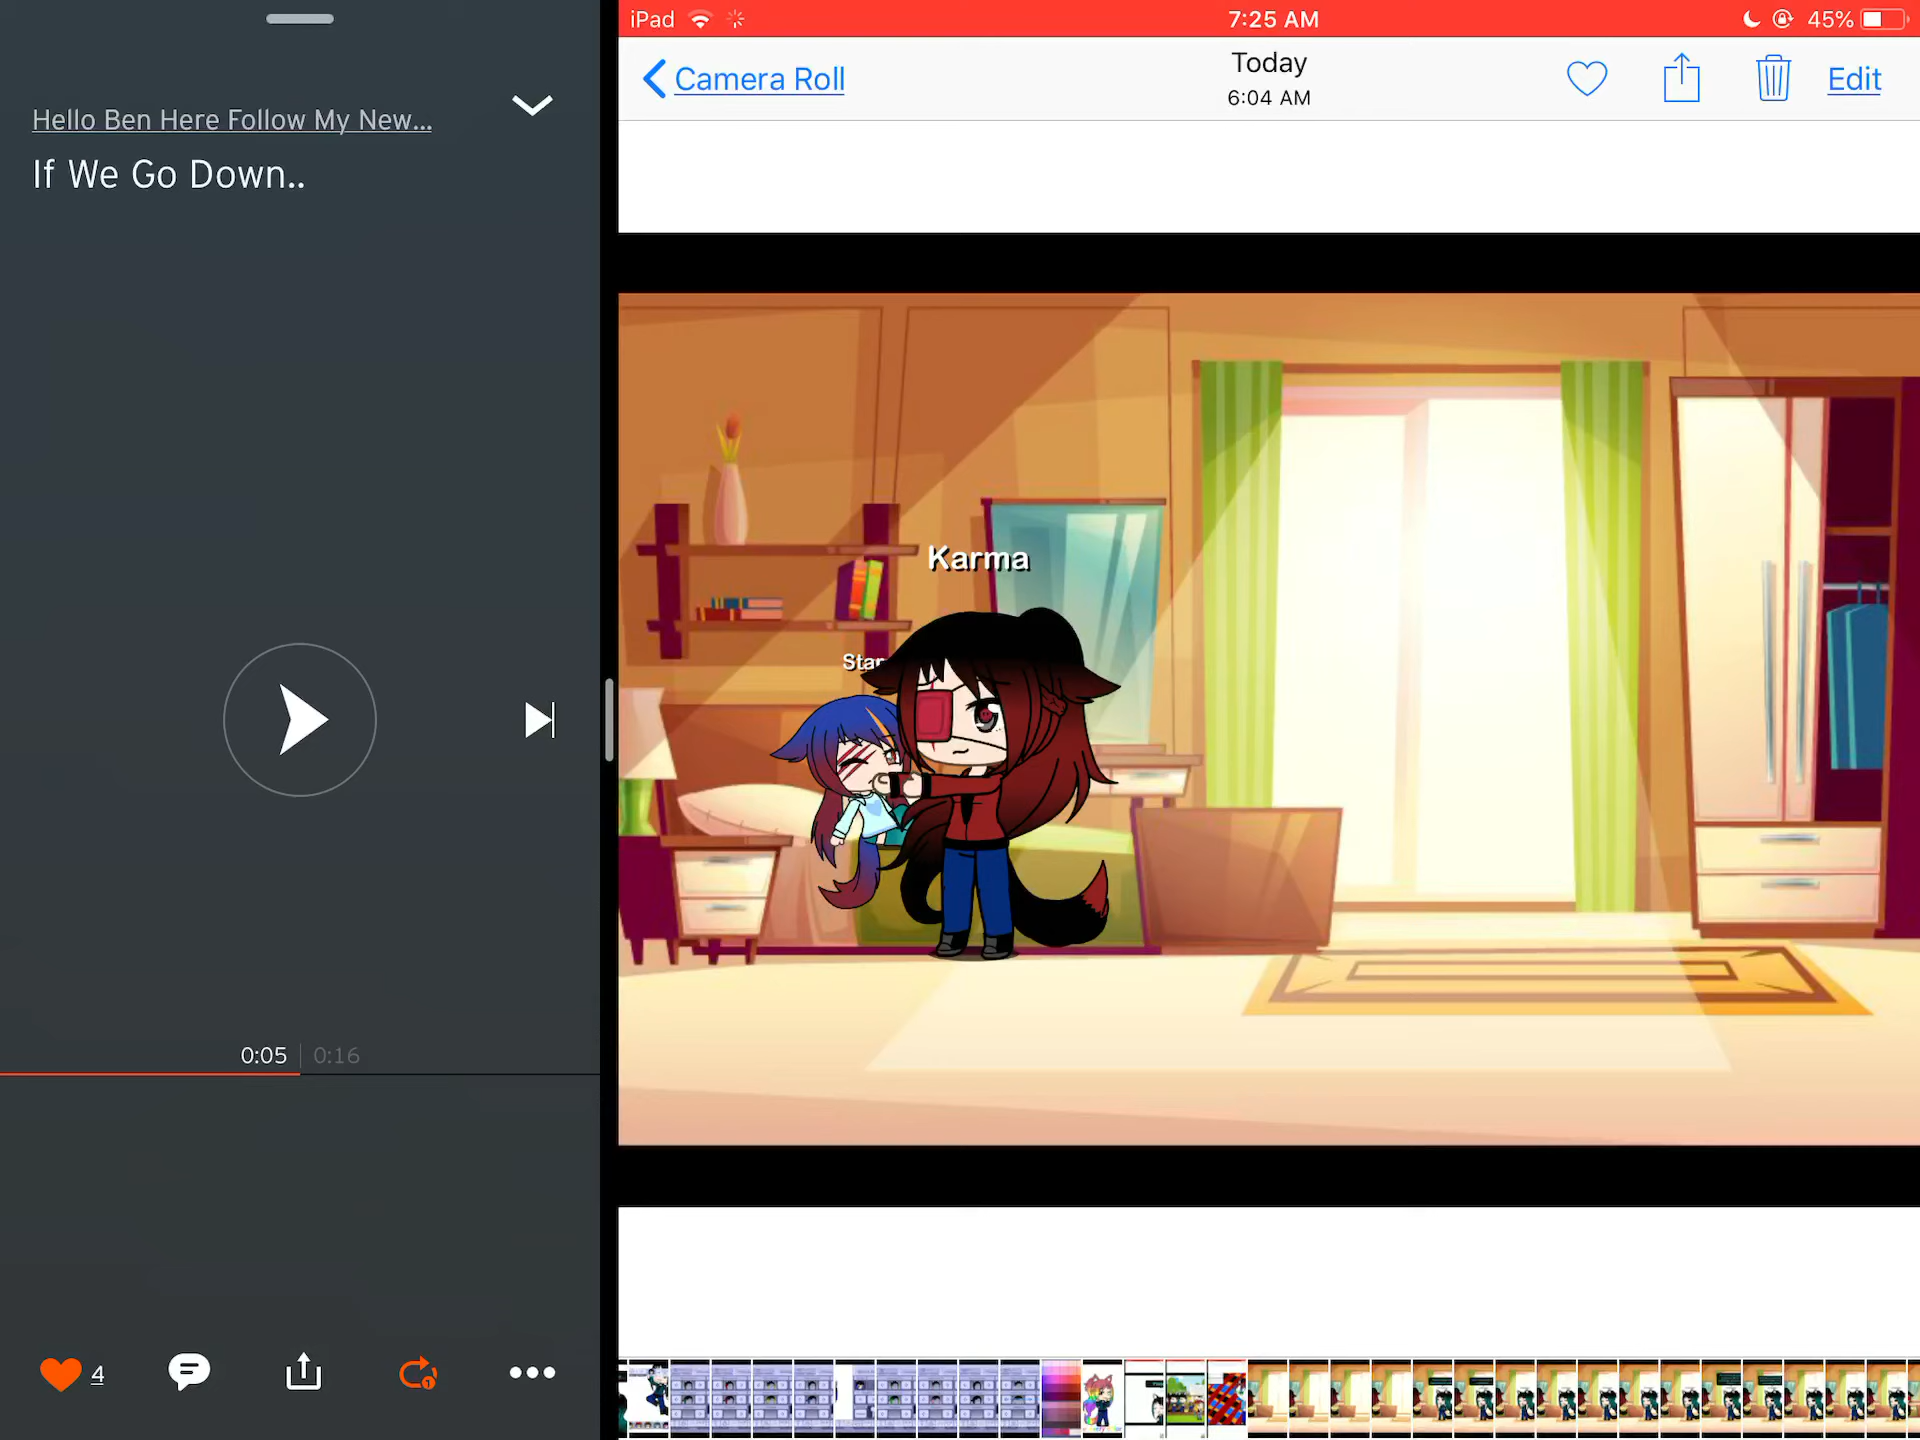 Hello Ben Here Follow My New...
If We Go Down..
0:05
0:16
4
iPad
7:25 AM
45%
Camera Roll
Today
6:04 AM
Edit
Karma
Star